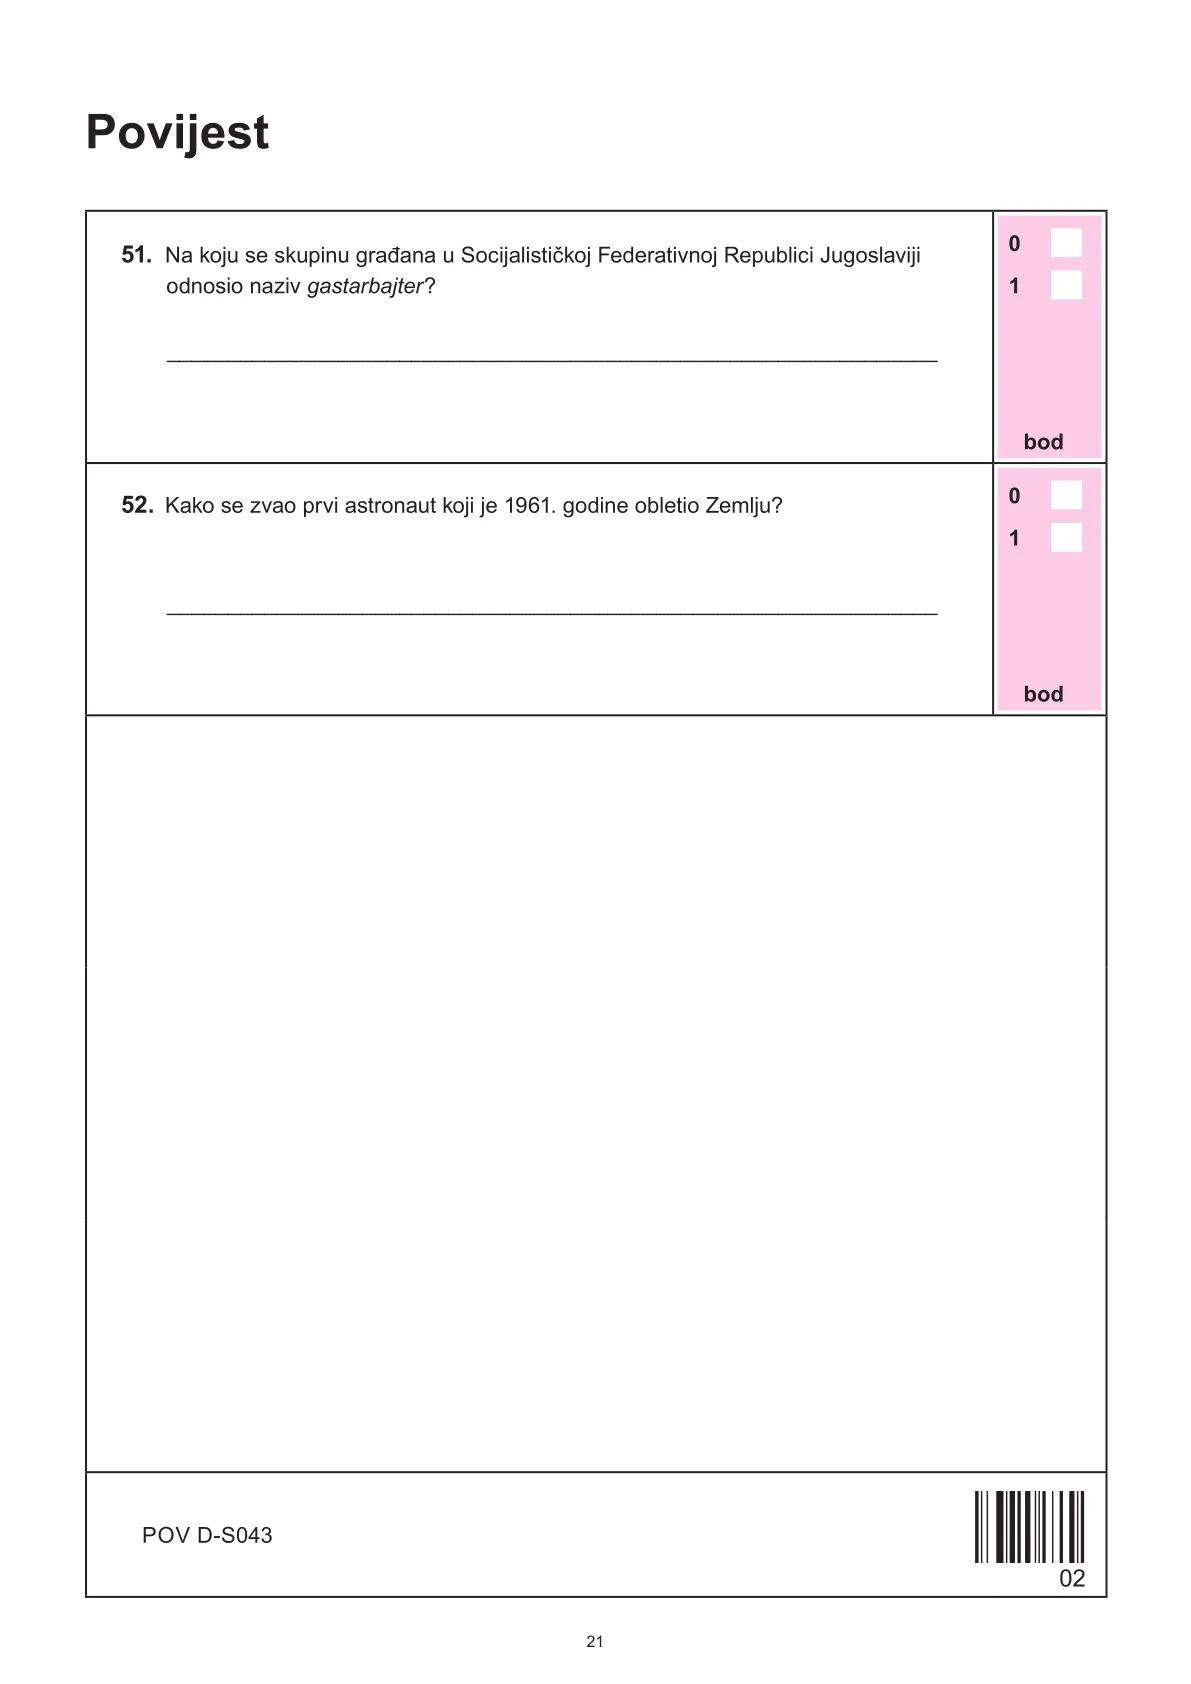 Povijest
51. Na koju se skupinu građana u Socijalističkoj Federativnoj Republici Jugoslaviji
odnosio naziv gastarbajter?
0
1
bod
52. Kako se zvao prvi astronaut koji je 1961. godine obletio Zemlju?
0
1
bod
POV D-S043
02
21